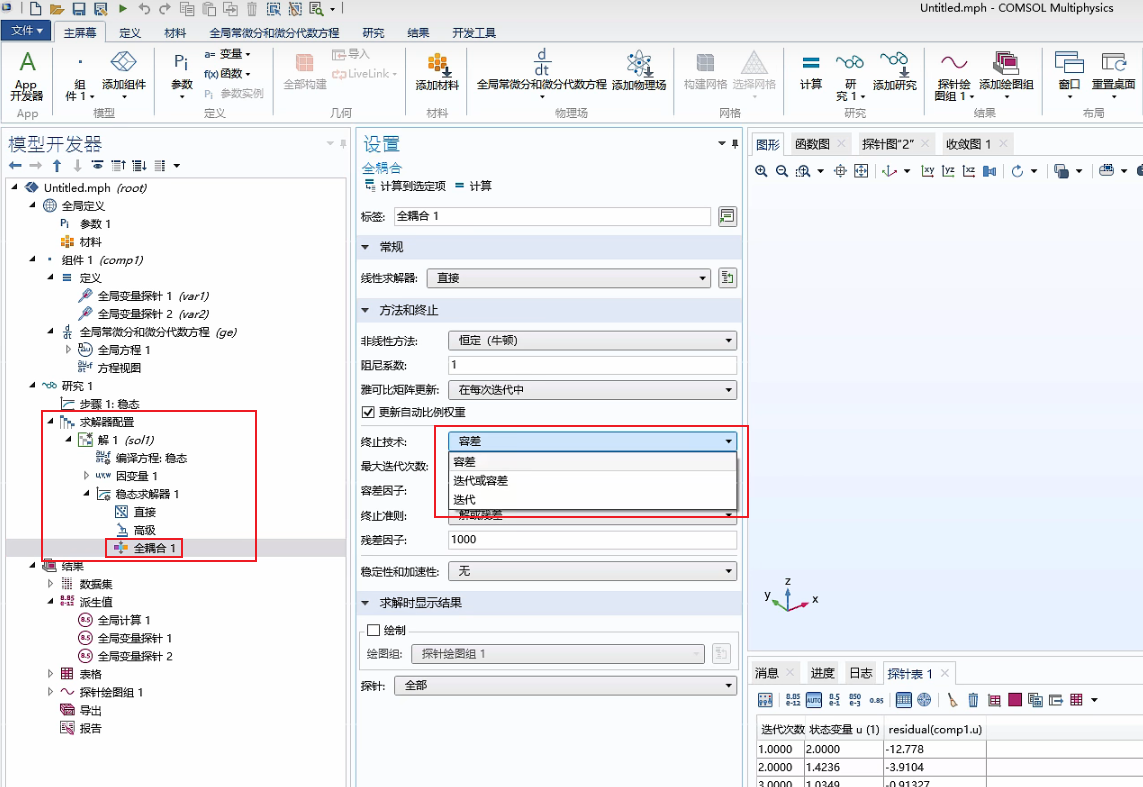 Untitled.mph - COMSOL Multiphysics
文件 主屏幕 定义 材料 全局常微分和微分代数方程 研究 结果 开发工具
A App 开发器
App
组件 1 添加组件
模型
Pi 参数
a= 变量
f(x) 函数
Pi 参数实例
定义
全部构建
导入
LiveLink
几何
添加材料
材料
d/dt 全局常微分和微分代数方程 添加物理场
物理场
构建网格 选择网格
网格
计算 研究 1 添加研究
研究
探针绘图组 1 添加绘图组
结果
窗口 重置桌面
布局
模型开发器
Untitled.mph (root)
全局定义
Pi 参数 1
材料
组件 1 (comp1)
定义
全局变量探针 1 (var1)
全局变量探针 2 (var2)
全局常微分和微分代数方程 (ge)
全局方程 1
方程视图
研究 1
步骤 1: 稳态
求解器配置
解 1 (sol1)
编译方程: 稳态
因变量 1
稳态求解器 1
直接
高级
全耦合 1
结果
数据集
派生值
全局计算 1
全局变量探针 1
全局变量探针 2
表格
探针绘图组 1
导出
报告
设置
全耦合
计算到选定项 = 计算
标签: 全耦合 1
常规
线性求解器: 直接
方法和终止
非线性方法: 恒定（牛顿）
阻尼系数: 1
雅可比矩阵更新: 在每次迭代中
更新自动比例权重
终止技术: 容差
容差
迭代或容差
迭代
最大迭代次数:
容差因子:
终止准则: 解或残差
残差因子: 1000
稳定性和加速性: 无
求解时显示结果
绘制
绘图组: 探针绘图组 1
探针: 全部
图形 函数图 探针图“2” 收敛图 1
xy yz xz
z
y
x
消息 进度 日志 探针表 1
8.85 e-12 AUTO 8.5 e-1 850 e-3 0.85
迭代次数 状态变量 u (1) residual(comp1.u)
1.0000 2.0000 -12.778
2.0000 1.4236 -3.9104
3.0000 1.0349 -0.91327